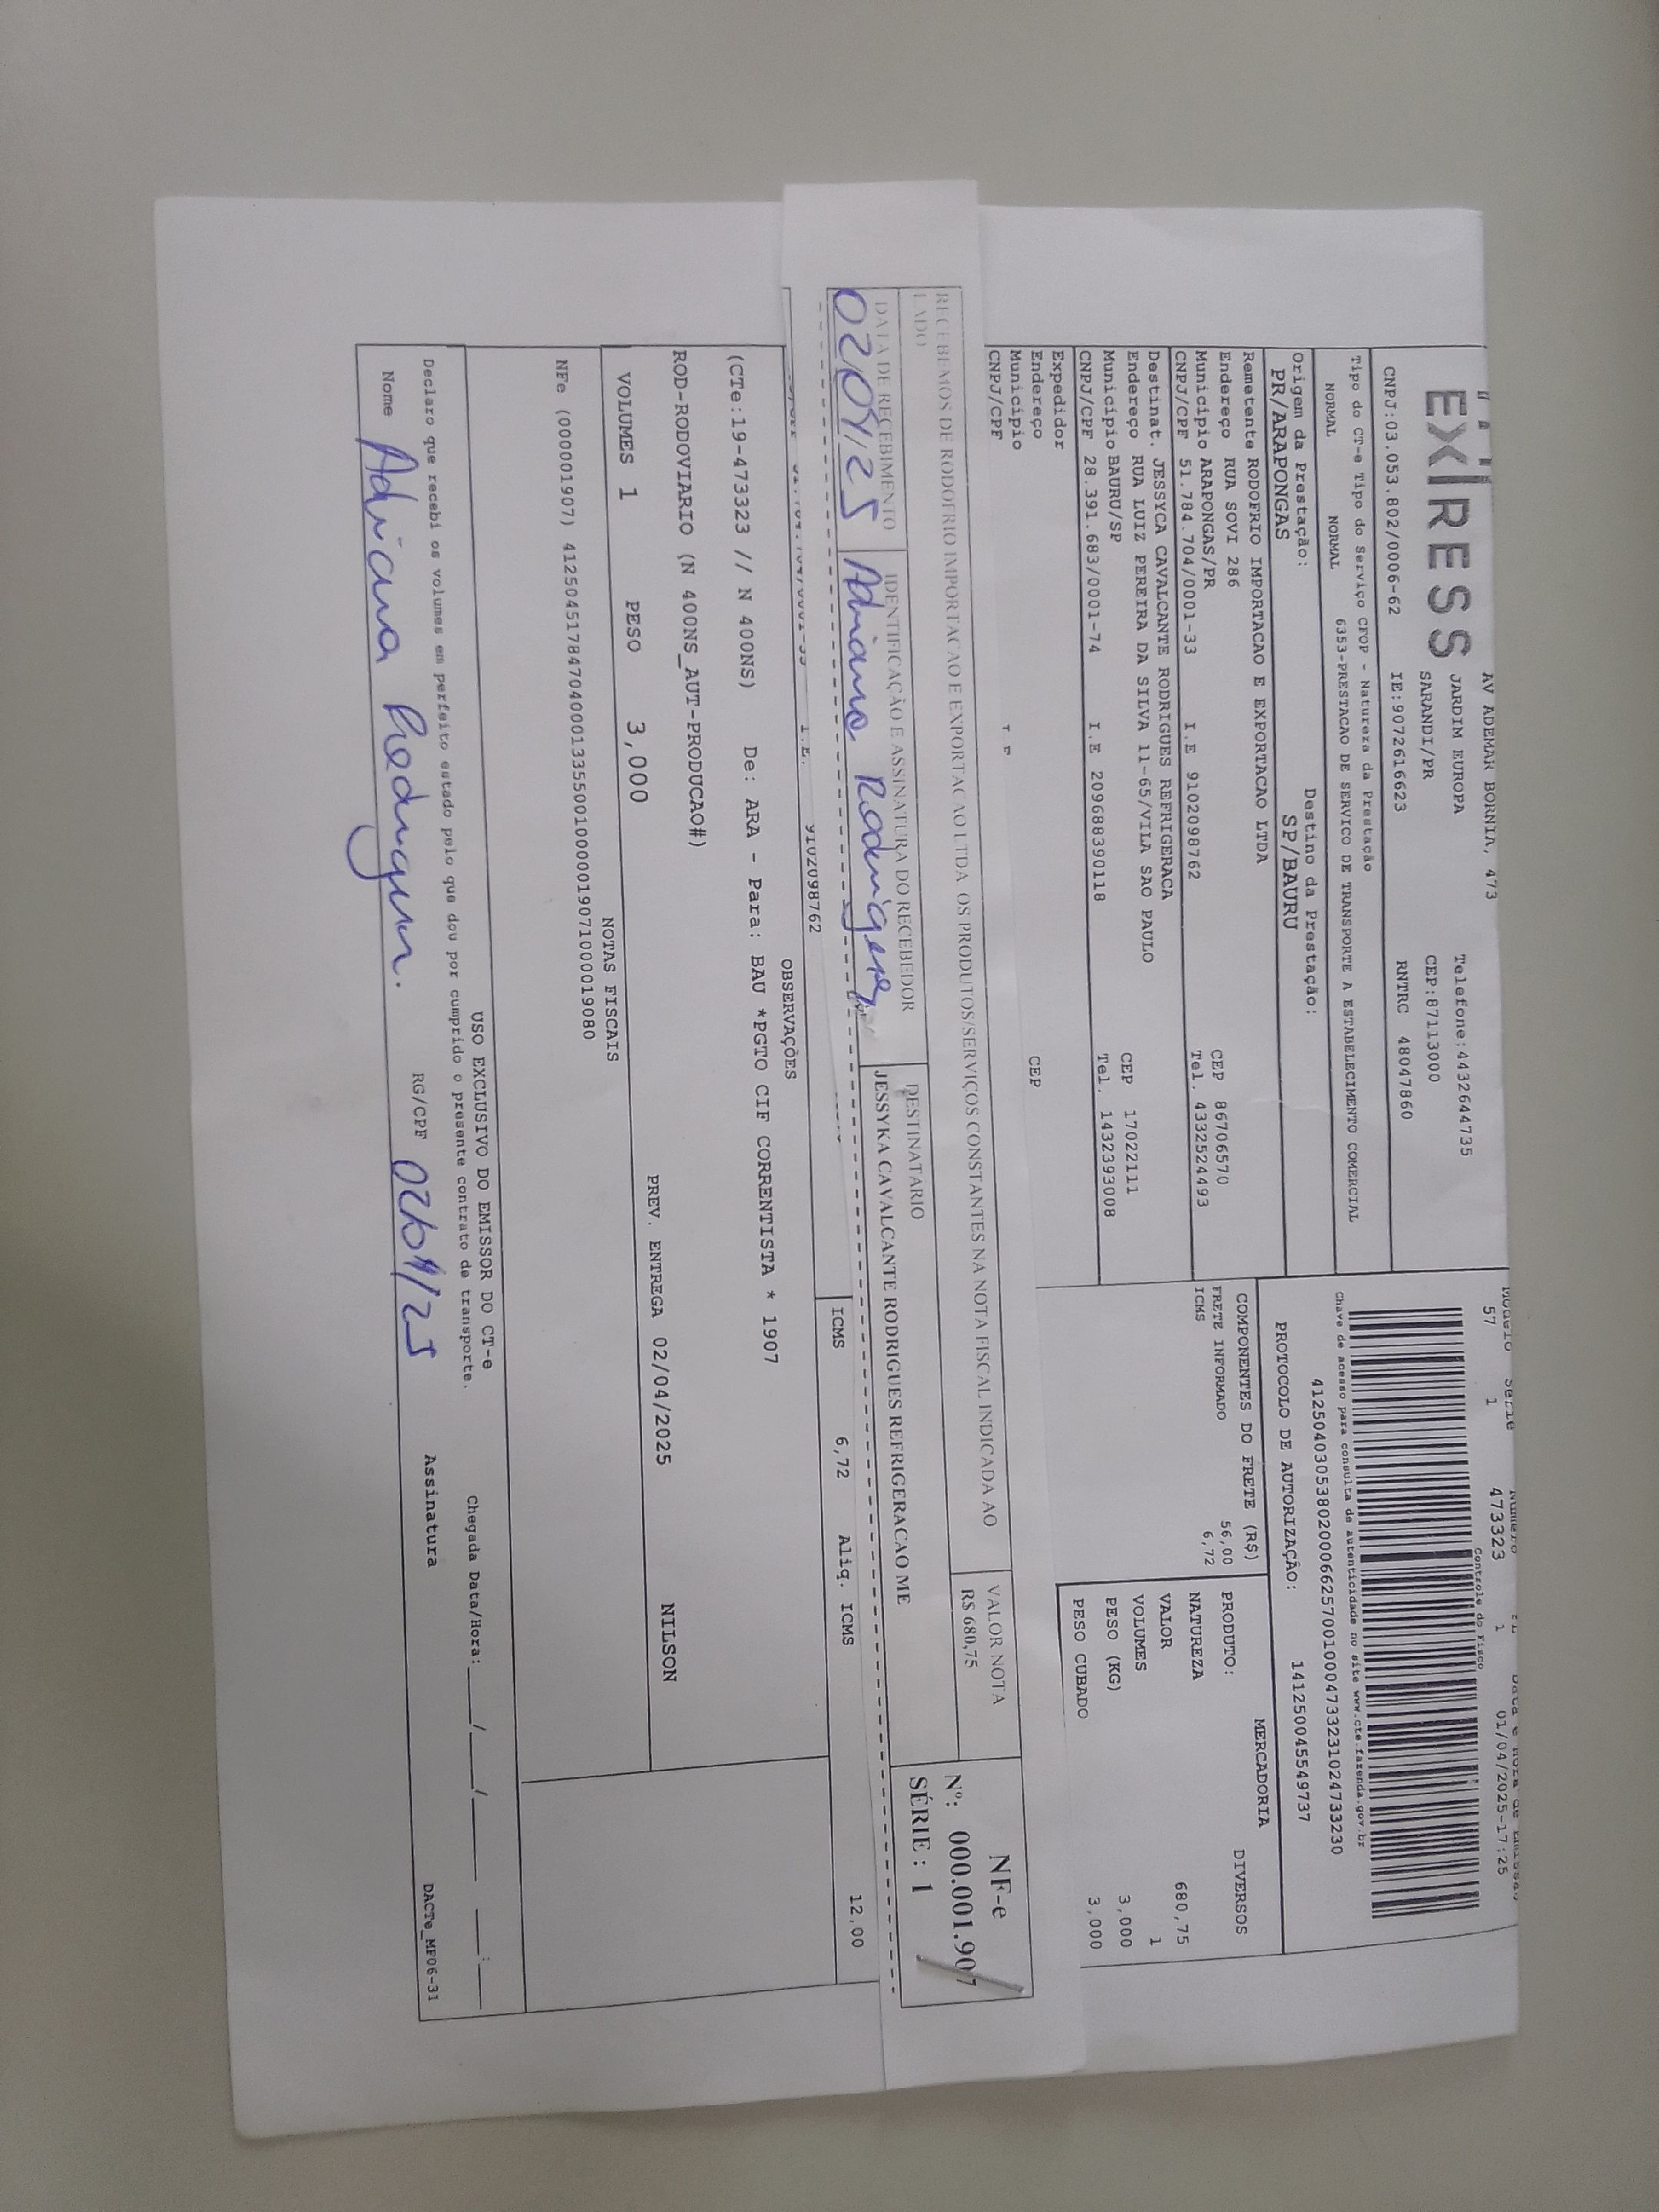 EXPRESS
AV ADEMAR BORNIA, 473
JARDIM EUROPA Telefone:4432644735
SARANDI/PR CEP:87113000
CNPJ:03.053.802/0006-62 IE:9072616623 RNTRC 48047860
Tipo do CT-e Tipo do Serviço CFOP - Natureza da Prestação
NORMAL NORMAL 6353-PRESTACAO DE SERVICO DE TRANSPORTE A ESTABELECIMENTO COMERCIAL
Origem da Prestação: Destino da Prestação:
PR/ARAPONGAS SP/BAURU
Remetente RODOFRIO IMPORTACAO E EXPORTACAO LTDA
Endereço RUA SOVI 286 CEP 86706570
Município ARAPONGAS/PR Tel. 4332524493
CNPJ/CPF 51.784.704/0001-33 I.E 9102098762
Destinat. JESSYCA CAVALCANTE RODRIGUES REFRIGERACA
Endereço RUA LUIZ PEREIRA DA SILVA 11-65/VILA SAO PAULO CEP 17022111
Município BAURU/SP Tel. 1432393008
CNPJ/CPF 28.391.683/0001-74 I.E 209688390118
Expedidor
Endereço CEP
Município
CNPJ/CPF
Modelo Série
57 1 473323 1 01/04/2025-17:25
Controle do Fisco
Chave de acesso para consulta de autenticidade no site www.cte.fazenda.gov.br
41250403053802000662570010004733231024733230
PROTOCOLO DE AUTORIZAÇÃO: 141250045549737
COMPONENTES DO FRETE (R$)
FRETE INFORMADO 56,00
ICMS 6,72
MERCADORIA
PRODUTO: DIVERSOS
NATUREZA
VALOR 680,75
VOLUMES 1
PESO (KG) 3,000
PESO CUBADO 3,000
RECEBEMOS DE RODOFRIO IMPORTACAO E EXPORTACAO LTDA OS PRODUTOS/SERVIÇOS CONSTANTES NA NOTA FISCAL INDICADA AO
LADO
VALOR NOTA
R$ 680,75
NF-e
Nº: 000.001.907
SÉRIE : 1
DATA DE RECEBIMENTO IDENTIFICAÇÃO E ASSINATURA DO RECEBEDOR DESTINATARIO
02/04/25 Adriana Rodrigues JESSYKA CAVALCANTE RODRIGUES REFRIGERACAO ME
I.E. 9102098762
ICMS 6,72 Aliq. ICMS 12,00
OBSERVAÇÕES
(CTe:19-473323 // N 400NS) De: ARA - Para: BAU *PGTO CIF CORRENTISTA * 1907
ROD-RODOVIARIO (N 400NS_AUT-PRODUCAO#)
VOLUMES 1 PESO 3,000 PREV. ENTREGA 02/04/2025 NILSON
NOTAS FISCAIS
NFe (000001907) 41250451784704000133550010000019071000019080
USO EXCLUSIVO DO EMISSOR DO CT-e
Declaro que recebi os volumes em perfeito estado pelo que dou por cumprido o presente contrato de transporte. Chegada Data/Hora:____/____/____ ___:___
Nome Adriana Rodrigues. RG/CPF 02/04/25 Assinatura
DACTe_MF06-31